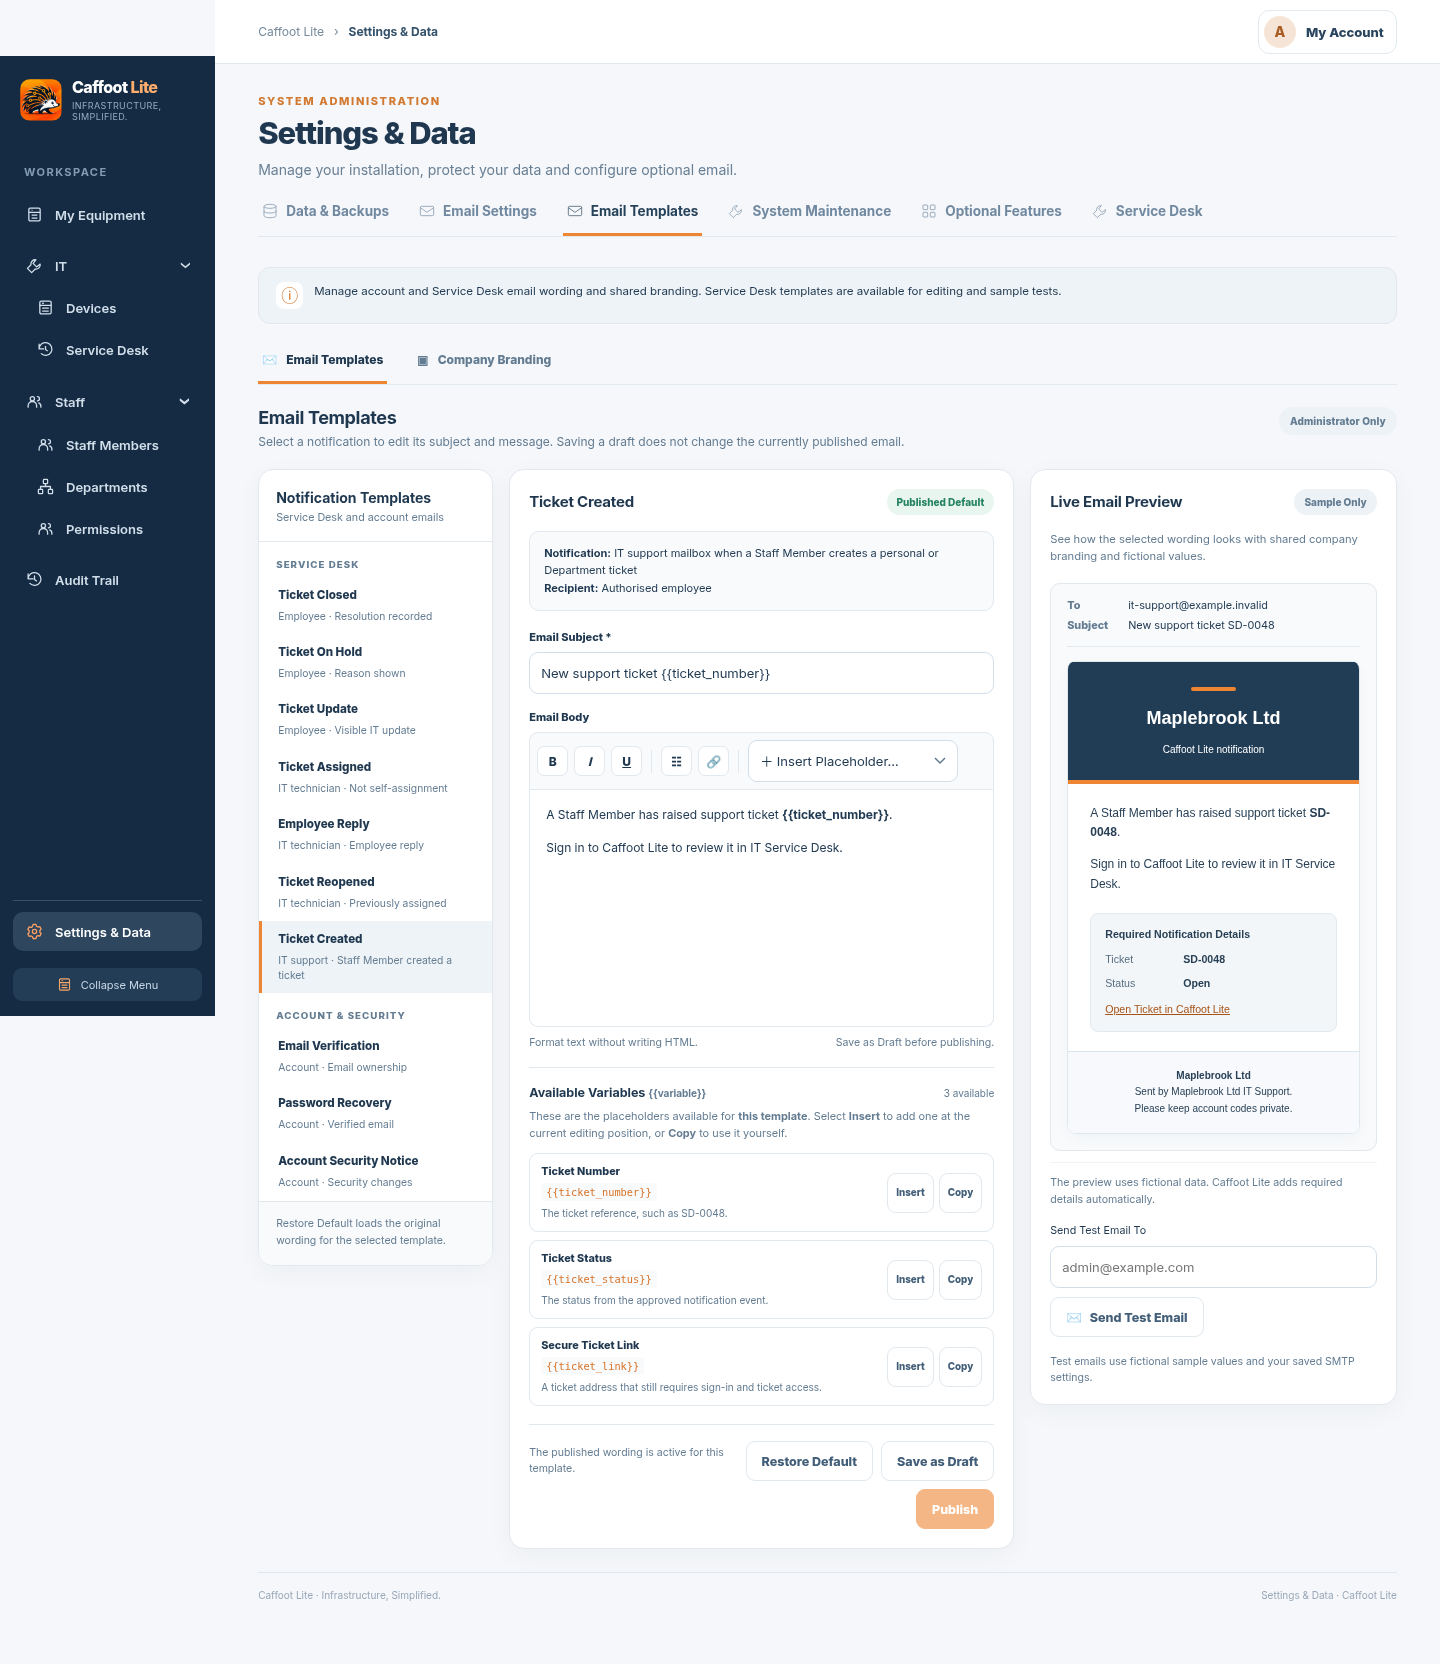 Caffoot Lite › Settings & Data
A My Account
Caffoot Lite
INFRASTRUCTURE,
SIMPLIFIED.
WORKSPACE
My Equipment
IT
Devices
Service Desk
Staff
Staff Members
Departments
Permissions
Audit Trail
Settings & Data
Collapse Menu
SYSTEM ADMINISTRATION
Settings & Data
Manage your installation, protect your data and configure optional email.
Data & Backups Email Settings Email Templates System Maintenance Optional Features Service Desk
Manage account and Service Desk email wording and shared branding. Service Desk templates are available for editing and sample tests.
Email Templates Company Branding
Email Templates
Administrator Only
Select a notification to edit its subject and message. Saving a draft does not change the currently published email.
Notification Templates
Service Desk and account emails
SERVICE DESK
Ticket Closed
Employee · Resolution recorded
Ticket On Hold
Employee · Reason shown
Ticket Update
Employee · Visible IT update
Ticket Assigned
IT technician · Not self-assignment
Employee Reply
IT technician · Employee reply
Ticket Reopened
IT technician · Previously assigned
Ticket Created
IT support · Staff Member created a
ticket
ACCOUNT & SECURITY
Email Verification
Account · Email ownership
Password Recovery
Account · Verified email
Account Security Notice
Account · Security changes
Restore Default loads the original
wording for the selected template.
Ticket Created
Published Default
Notification: IT support mailbox when a Staff Member creates a personal or
Department ticket
Recipient: Authorised employee
Email Subject *
New support ticket {{ticket_number}}
Email Body
B I U + Insert Placeholder...
A Staff Member has raised support ticket {{ticket_number}}.
Sign in to Caffoot Lite to review it in IT Service Desk.
Format text without writing HTML. Save as Draft before publishing.
Available Variables {{variable}} 3 available
These are the placeholders available for this template. Select Insert to add one at the
current editing position, or Copy to use it yourself.
Ticket Number
{{ticket_number}}
The ticket reference, such as SD-0048.
Insert Copy
Ticket Status
{{ticket_status}}
The status from the approved notification event.
Insert Copy
Secure Ticket Link
{{ticket_link}}
A ticket address that still requires sign-in and ticket access.
Insert Copy
The published wording is active for this
template.
Restore Default Save as Draft
Publish
Live Email Preview
Sample Only
See how the selected wording looks with shared company
branding and fictional values.
To it-support@example.invalid
Subject New support ticket SD-0048
Maplebrook Ltd
Caffoot Lite notification
A Staff Member has raised support ticket SD-
0048.
Sign in to Caffoot Lite to review it in IT Service
Desk.
Required Notification Details
Ticket SD-0048
Status Open
Open Ticket in Caffoot Lite
Maplebrook Ltd
Sent by Maplebrook Ltd IT Support.
Please keep account codes private.
The preview uses fictional data. Caffoot Lite adds required
details automatically.
Send Test Email To
admin@example.com
Send Test Email
Test emails use fictional sample values and your saved SMTP
settings.
Caffoot Lite · Infrastructure, Simplified.
Settings & Data · Caffoot Lite